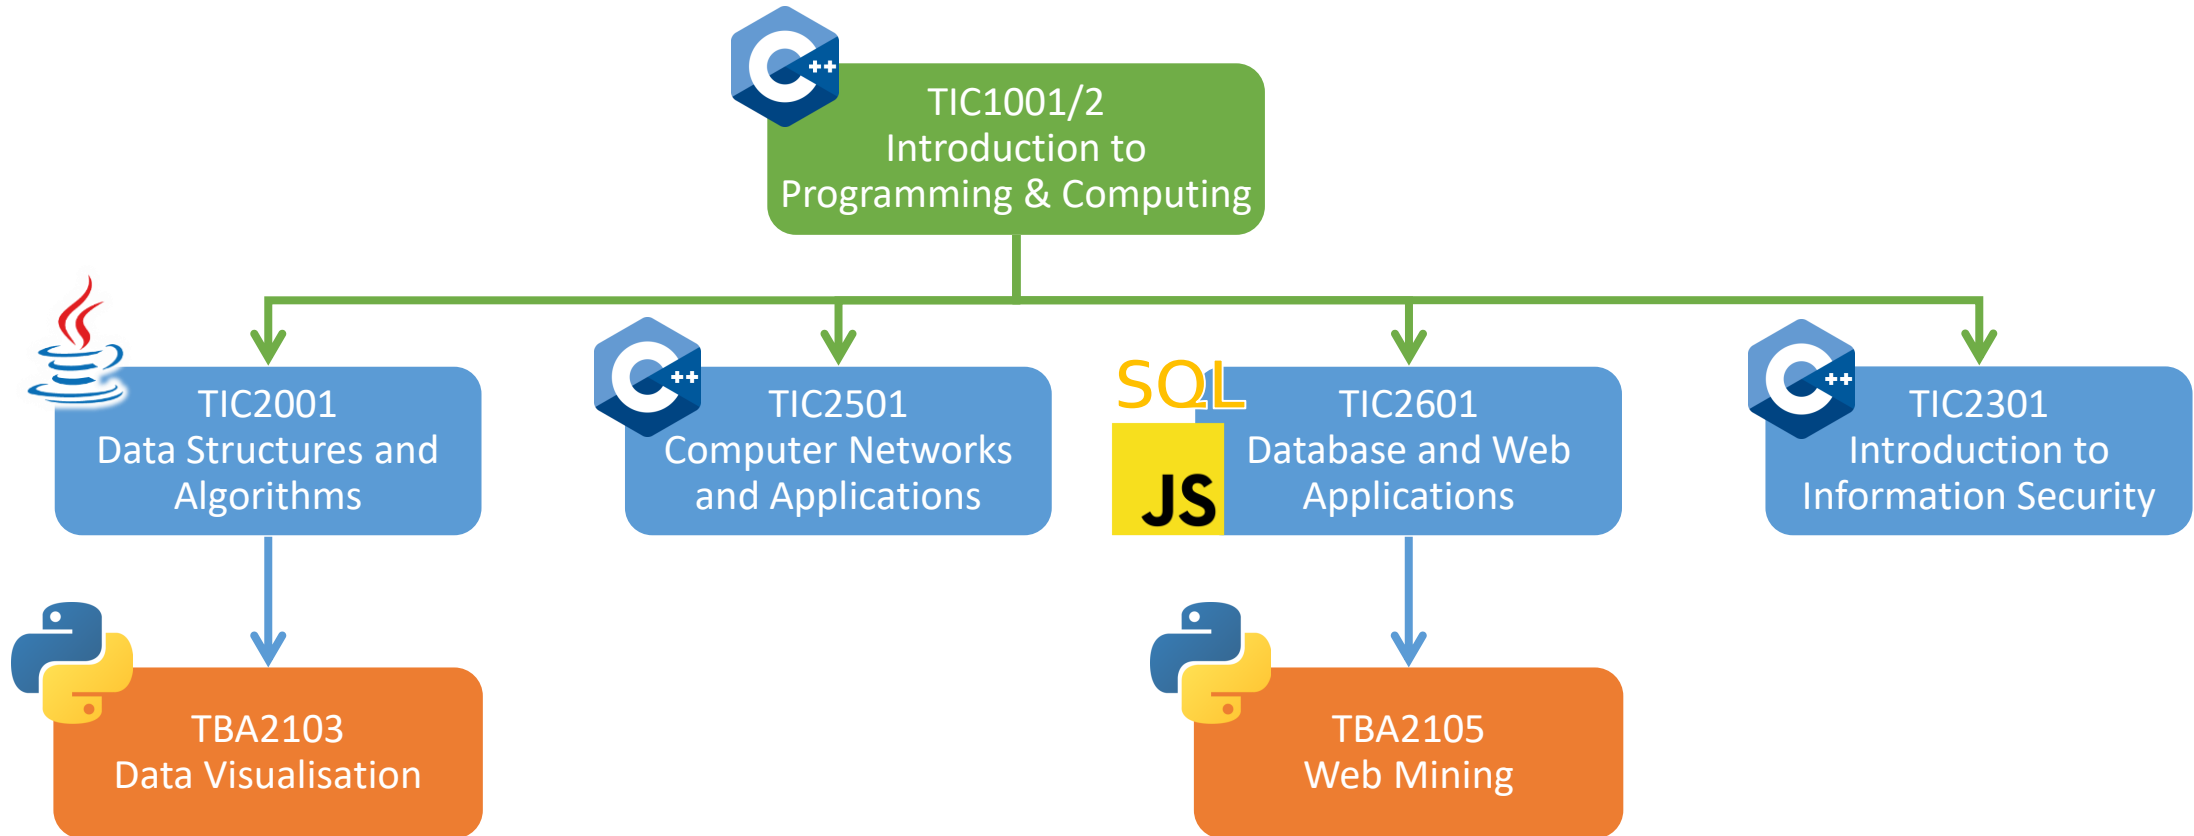 C++
TIC1001/2
Introduction to
Programming & Computing
TIC2001
Data Structures and
Algorithms
C++
TIC2501
Computer Networks
and Applications
SQL
JS
TIC2601
Database and Web
Applications
C++
TIC2301
Introduction to
Information Security
TBA2103
Data Visualisation
TBA2105
Web Mining